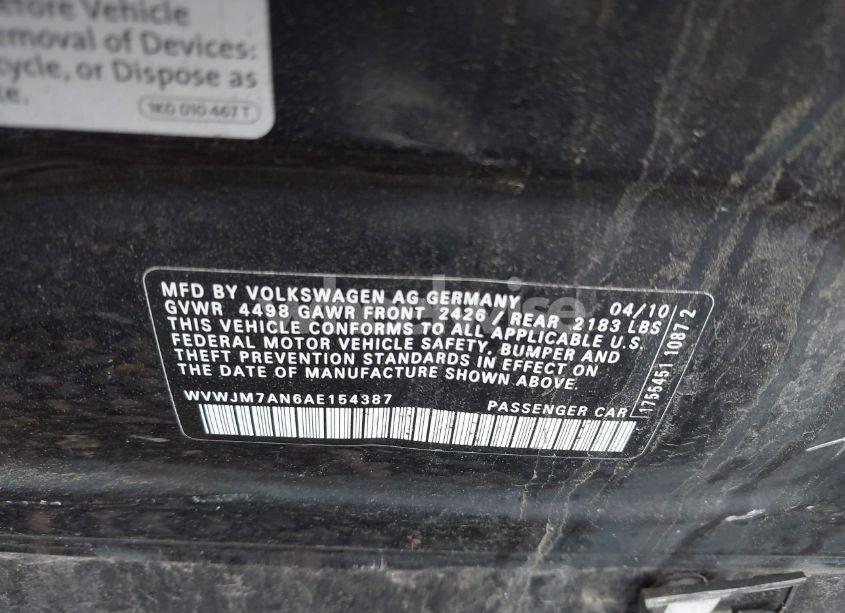 efore Vehicle
moval of Devices:
cycle, or Dispose as
te.
1K0 010 467 T
MFD BY VOLKSWAGEN AG GERMANY 04/10
GVWR 4498 GAWR FRONT 2426 / REAR 2183 LBS
THIS VEHICLE CONFORMS TO ALL APPLICABLE U.S.
FEDERAL MOTOR VEHICLE SAFETY, BUMPER AND
THEFT PREVENTION STANDARDS IN EFFECT ON
THE DATE OF MANUFACTURE SHOWN ABOVE.
WVWJM7AN6AE154387 PASSENGER CAR
1755451 1087 2